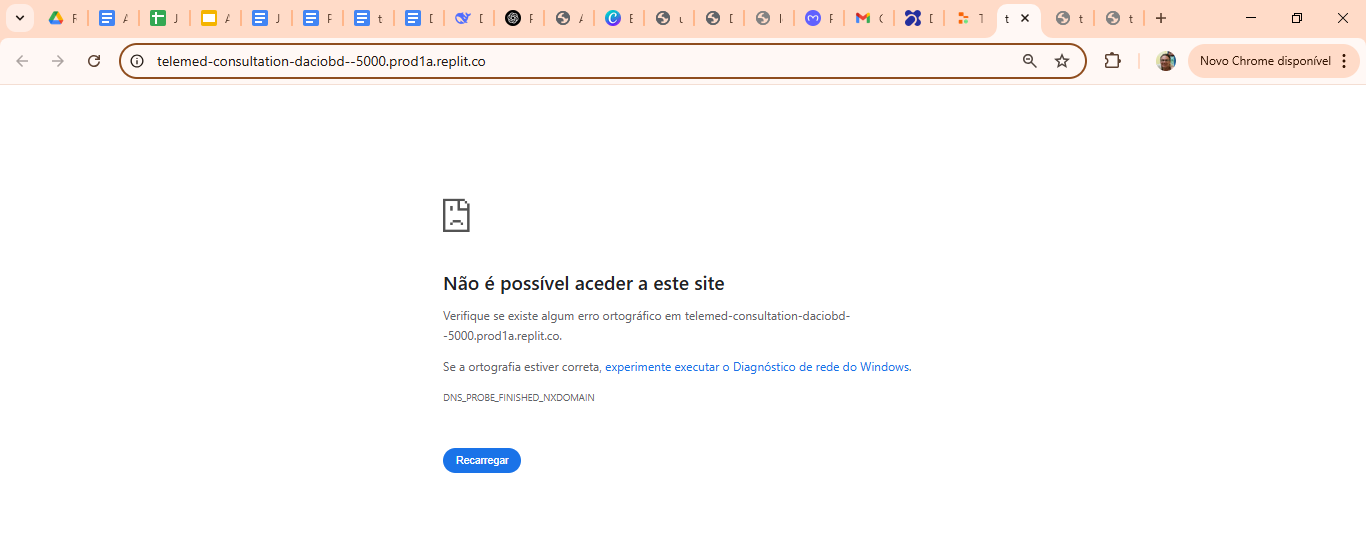 telemed-consultation-daciobd--5000.prod1a.replit.co
Novo Chrome disponível
Não é possível aceder a este site
Verifique se existe algum erro ortográfico em telemed-consultation-daciobd-
-5000.prod1a.replit.co.
Se a ortografia estiver correta, experimente executar o Diagnóstico de rede do Windows.
DNS_PROBE_FINISHED_NXDOMAIN
Recarregar